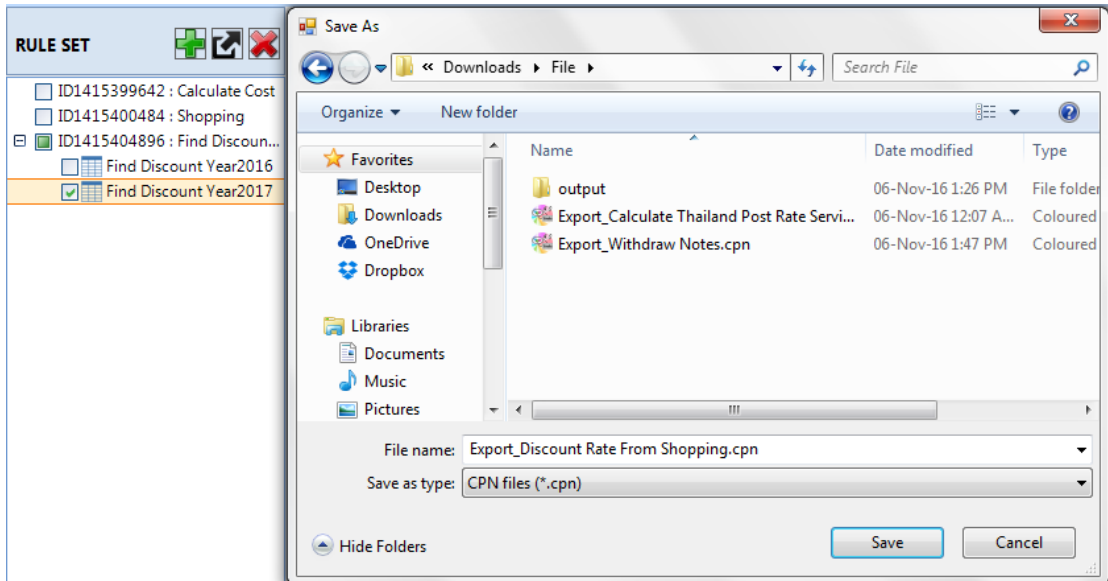 RULE SET
ID1415399642 : Calculate Cost
ID1415400484 : Shopping
ID1415404896 : Find Discoun...
Find Discount Year2016
Find Discount Year2017
Save As
« Downloads File
Search File
Organize New folder
Name Date modified Type
Favorites
Desktop
Downloads
OneDrive
Dropbox
Libraries
Documents
Music
Pictures
output 06-Nov-16 1:26 PM File folder
Export_Calculate Thailand Post Rate Servi... 06-Nov-16 12:07 A... Coloured
Export_Withdraw Notes.cpn 06-Nov-16 1:47 PM Coloured
File name: Export_Discount Rate From Shopping.cpn
Save as type: CPN files (*.cpn)
Hide Folders Save Cancel